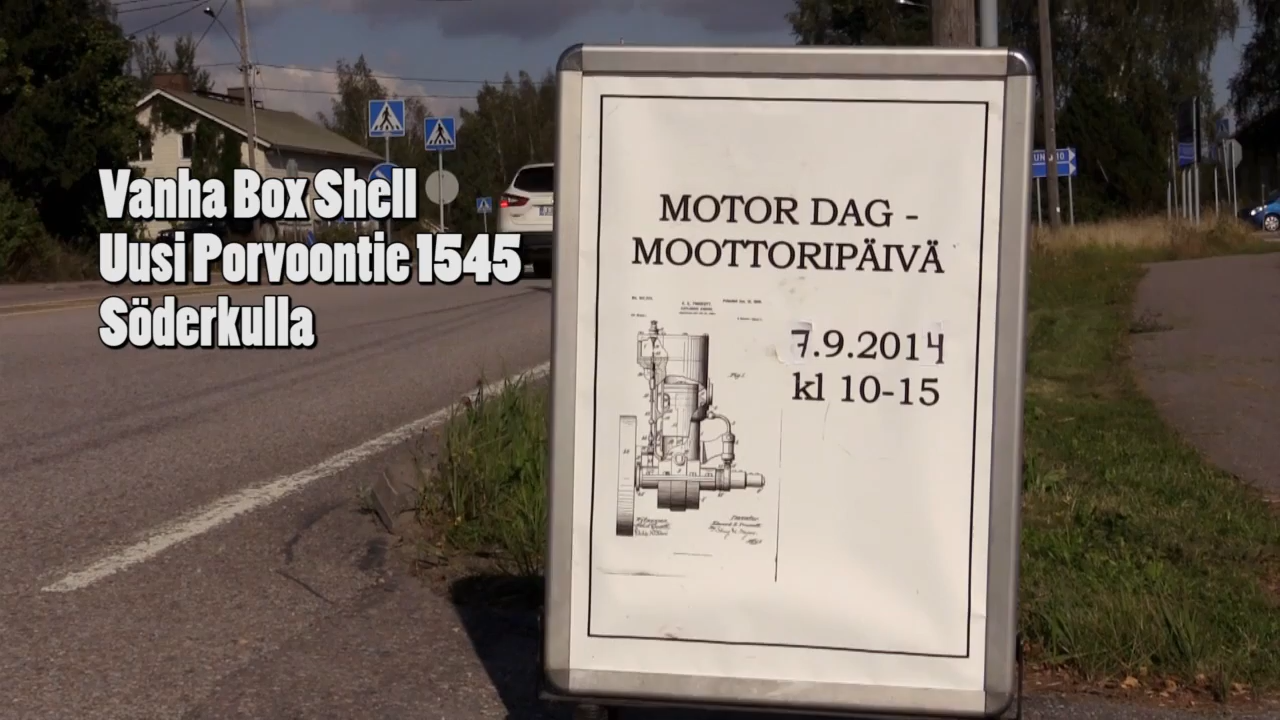 Vanha Box Shell
Uusi Porvoontie 1545
Söderkulla
MOTOR DAG -
MOOTTORIPÄIVÄ
7.9.2014
kl 10-15